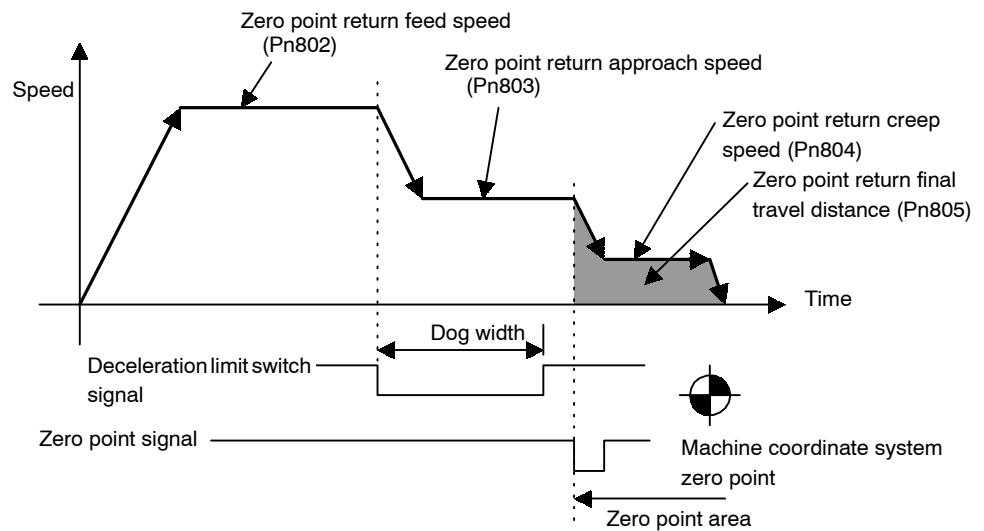 Zero point return feed speed
(Pn802)
Zero point return approach speed
(Pn803)
Speed
Zero point return creep
speed (Pn804)
Zero point return final
travel distance (Pn805)
Time
Dog width
Deceleration limit switch
signal
Zero point signal
Machine coordinate system
zero point
Zero point area